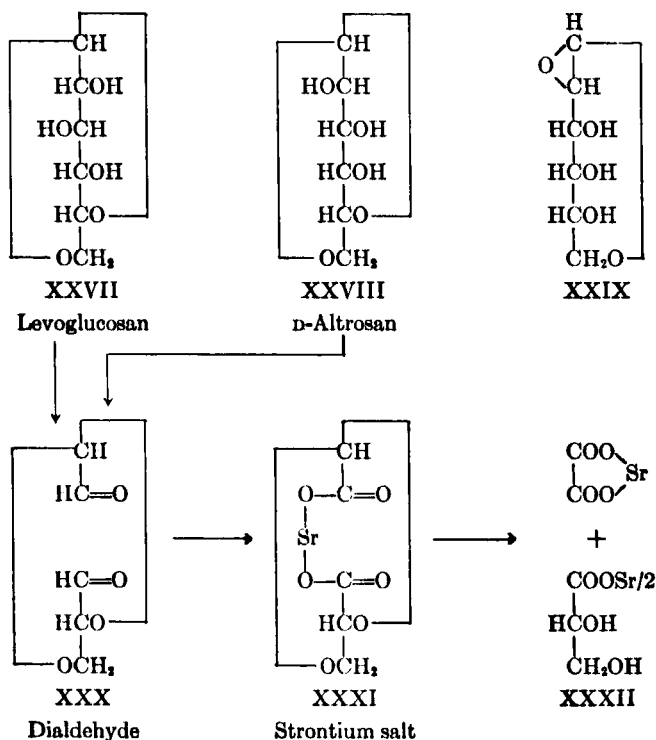 CH CH H
C
O
HCOH HOCH CH
HOCH HCOH HCOH
HCOH HCOH HCOH
HCO HCO HCOH
OCH₂ OCH₂ CH₂O
XXVII XXVIII XXIX
Levoglucosan D-Altrosan
CH CH COO
Sr
HC=O O—C=O COO
Sr +
HC=O O—C=O COOSr/2
HCO HCO HCOH
OCH₂ OCH₂ CH₂OH
XXX XXXI XXXII
Dialdehyde Strontium salt